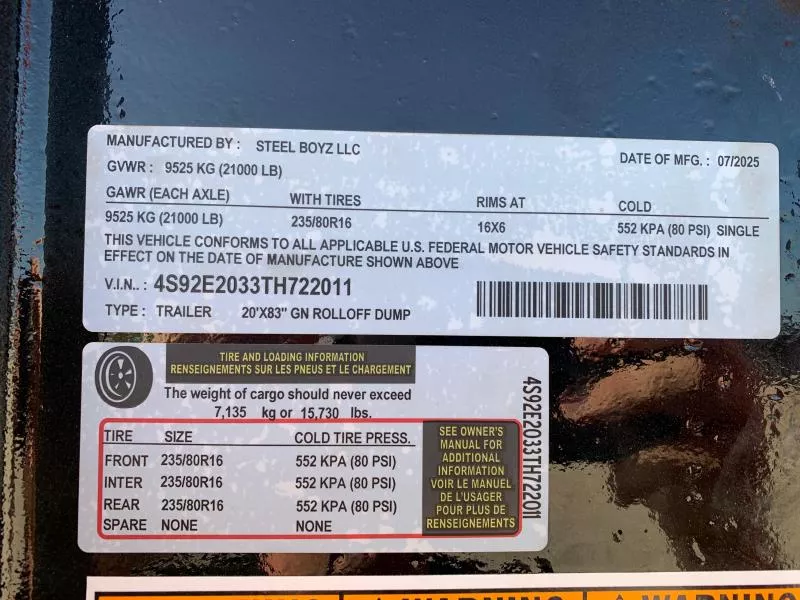 MANUFACTURED BY : STEEL BOYZ LLC
DATE OF MFG. : 07/2025
GVWR : 9525 KG (21000 LB)
GAWR (EACH AXLE) WITH TIRES RIMS AT COLD
9525 KG (21000 LB) 235/80R16 16X6 552 KPA (80 PSI) SINGLE
THIS VEHICLE CONFORMS TO ALL APPLICABLE U.S. FEDERAL MOTOR VEHICLE SAFETY STANDARDS IN
EFFECT ON THE DATE OF MANUFACTURE SHOWN ABOVE
V.I.N.. : 4S92E2033TH722011
TYPE : TRAILER 20'X83" GN ROLLOFF DUMP
TIRE AND LOADING INFORMATION
RENSEIGNEMENTS SUR LES PNEUS ET LE CHARGEMENT
The weight of cargo should never exceed
7,135 kg or 15,730 lbs.
TIRE SIZE COLD TIRE PRESS.
FRONT 235/80R16 552 KPA (80 PSI)
INTER 235/80R16 552 KPA (80 PSI)
REAR 235/80R16 552 KPA (80 PSI)
SPARE NONE NONE
SEE OWNER'S
MANUAL FOR
ADDITIONAL
INFORMATION
VOIR LE MANUEL
DE L'USAGER
POUR PLUS DE
RENSEIGNEMENTS
4S92E2033TH722011
WARNING WARNING WARNING